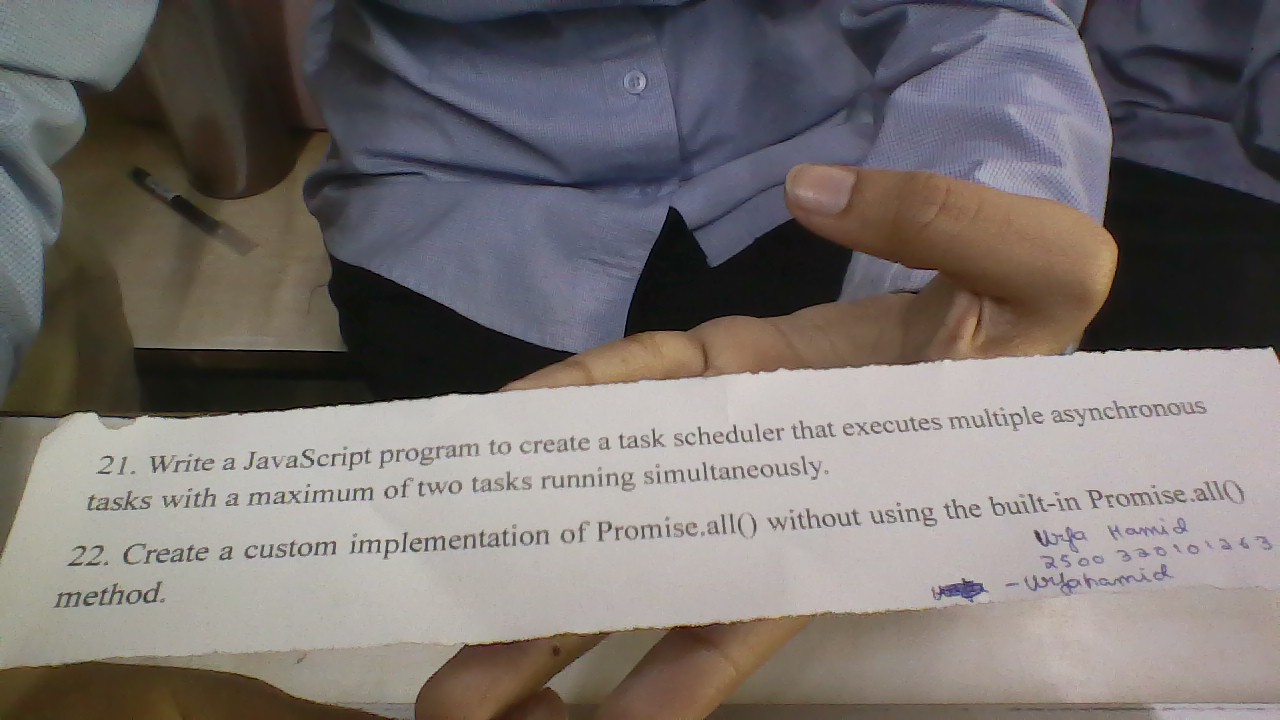 21. Write a JavaScript program to create a task scheduler that executes multiple asynchronous
tasks with a maximum of two tasks running simultaneously.
22. Create a custom implementation of Promise.all() without using the built-in Promise.all()
method.
Urfa Hamid
2500320101263
- Urfahamid